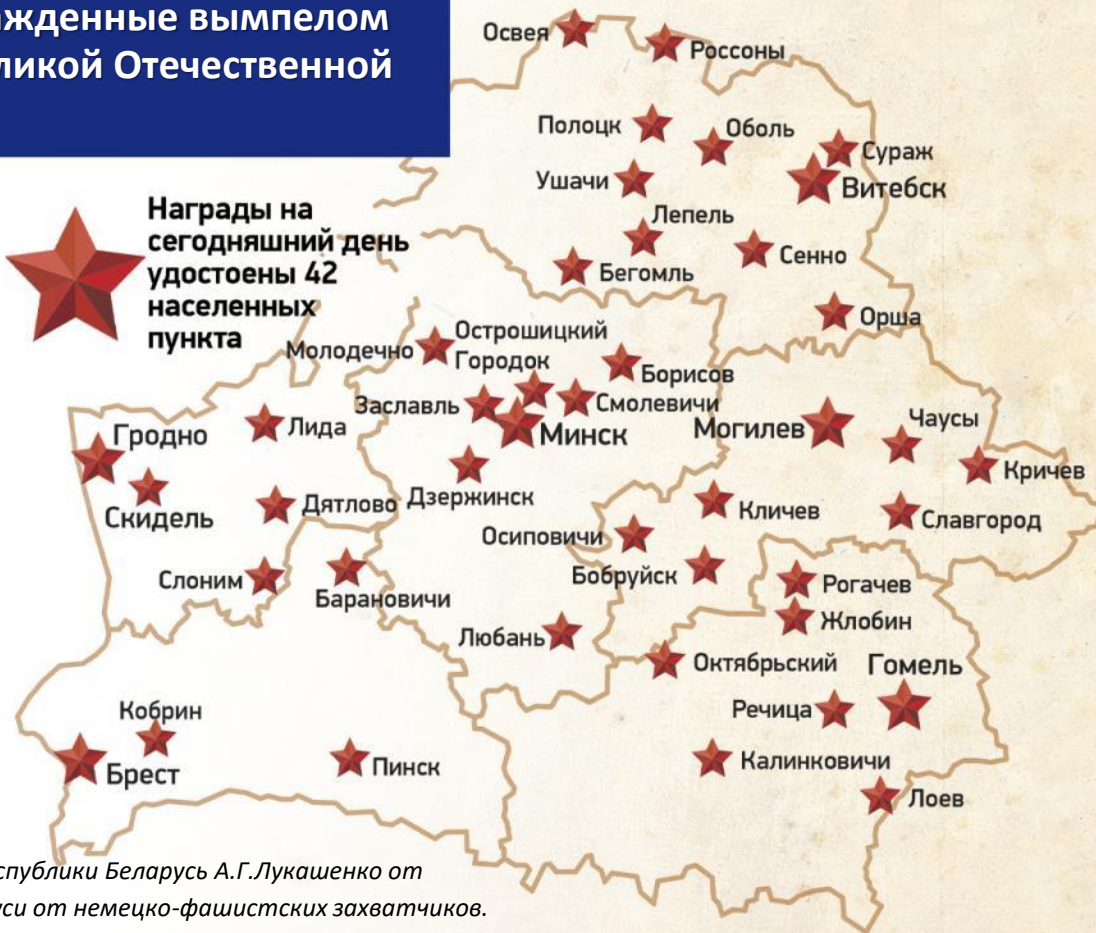 ажденные вымпелом
еликой Отечественной
Награды на
сегодняшний день
удостоены 42
населенных
пункта
Освея
Россоны
Полоцк
Оболь
Сураж
Ушачи
Витебск
Лепель
Сенно
Бегомль
Орша
Острошицкий
Городок
Молодечно
Борисов
Заславль
Смолевичи
Минск
Могилев
Чаусы
Лида
Гродно
Кричев
Скидель
Дятлово
Дзержинск
Кличев
Славгород
Осиповичи
Слоним
Барановичи
Бобруйск
Рогачев
Жлобин
Любань
Октябрьский
Гомель
Кобрин
Речица
Брест
Пинск
Калинковичи
Лоев
спублики Беларусь А.Г.Лукашенко от
уси от немецко-фашистских захватчиков.